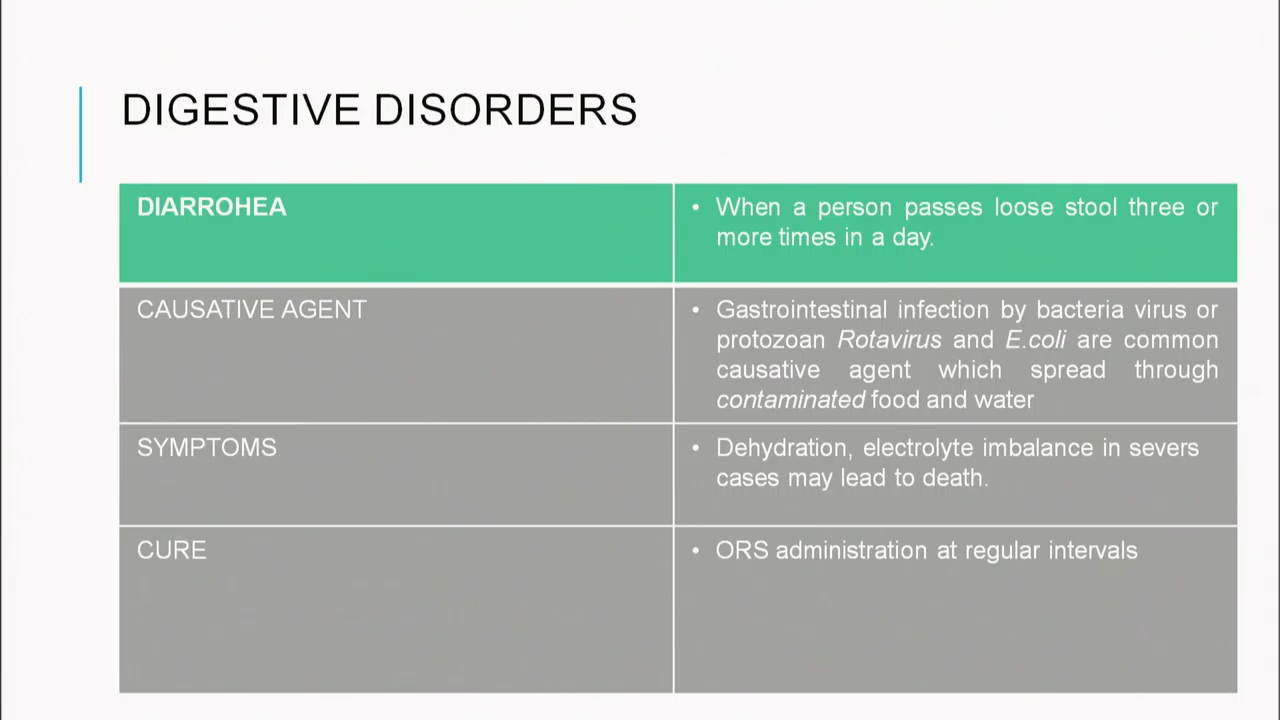 DIGESTIVE DISORDERS
DIARROHEA
• When a person passes loose stool three or
more times in a day.
CAUSATIVE AGENT
• Gastrointestinal infection by bacteria virus or
protozoan Rotavirus and E.coli are common
causative agent which spread through
contaminated food and water
SYMPTOMS
• Dehydration, electrolyte imbalance in severs
cases may lead to death.
CURE
• ORS administration at regular intervals